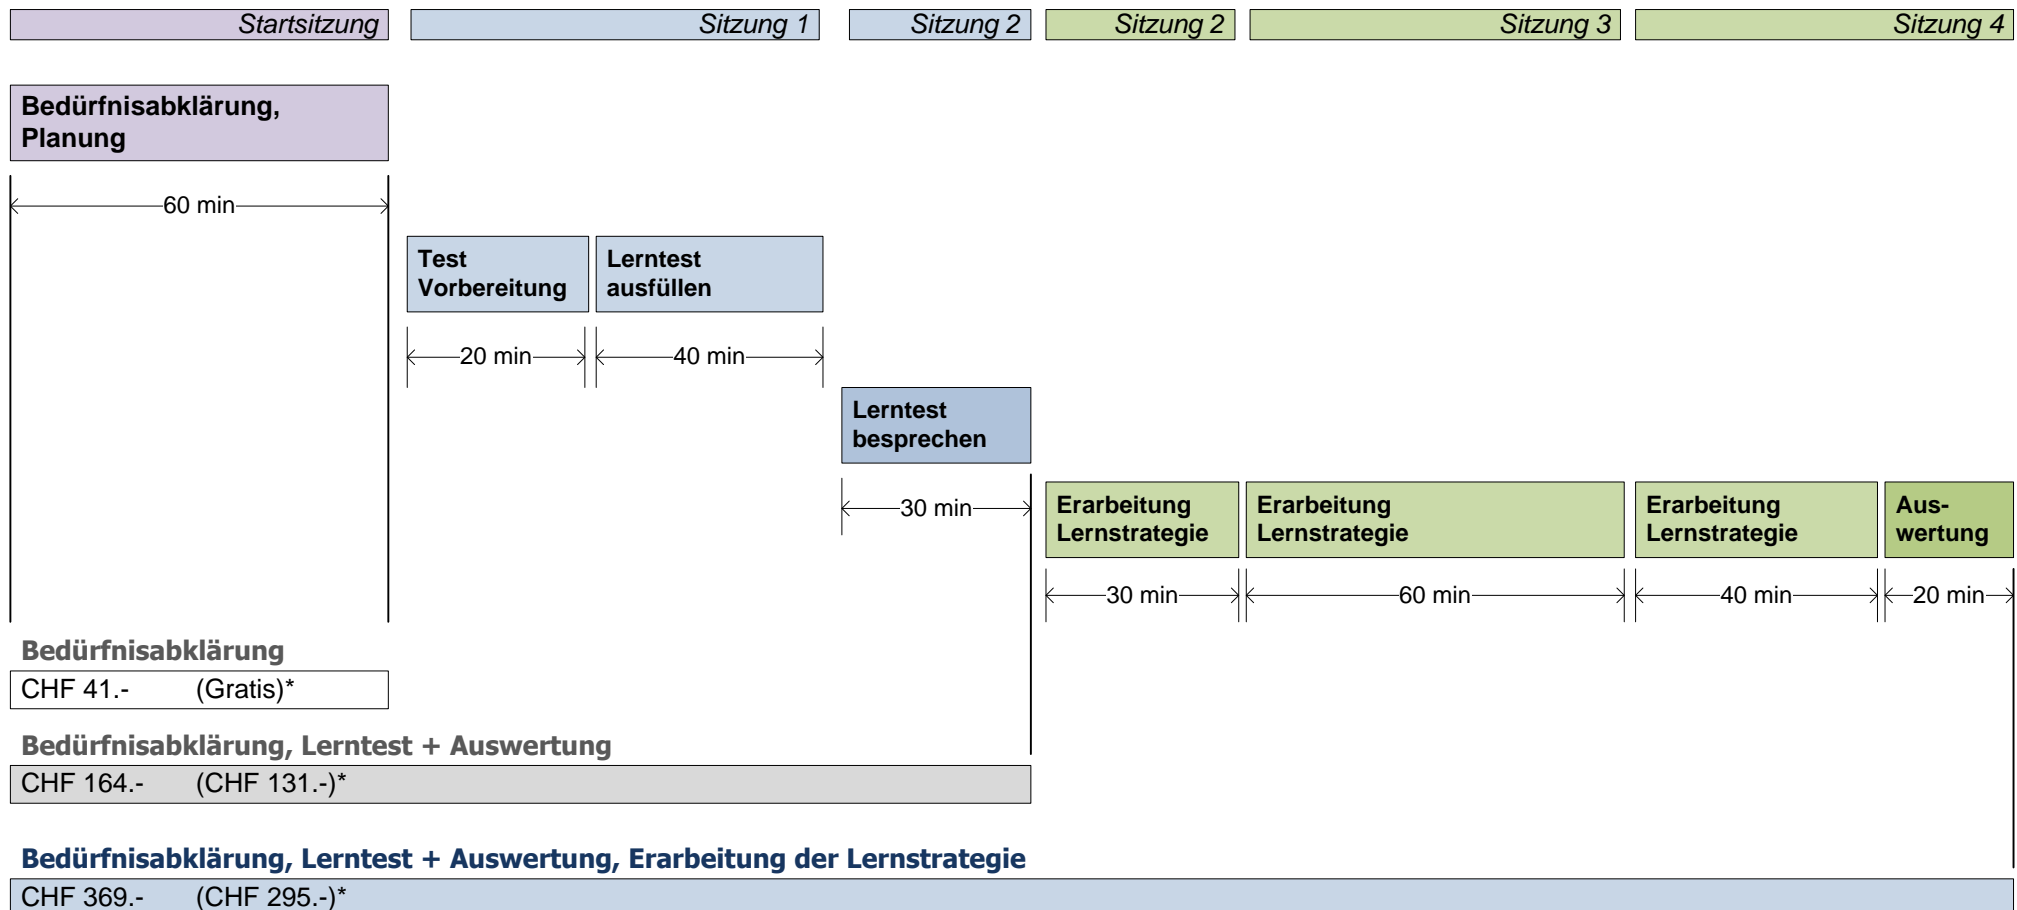 Startsitzung
Sitzung 1
Sitzung 2
Sitzung 2
Sitzung 3
Sitzung 4
Bedürfnisabklärung,
Planung
60 min
Test
Vorbereitung
Lerntest
ausfüllen
20 min
40 min
Lerntest
besprechen
30 min
Erarbeitung
Lernstrategie
Erarbeitung
Lernstrategie
Erarbeitung
Lernstrategie
Aus-
wertung
30 min
60 min
40 min
20 min
Bedürfnisabklärung
CHF 41.- (Gratis)*
Bedürfnisabklärung, Lerntest + Auswertung
CHF 164.- (CHF 131.-)*
Bedürfnisabklärung, Lerntest + Auswertung, Erarbeitung der Lernstrategie
CHF 369.- (CHF 295.-)*